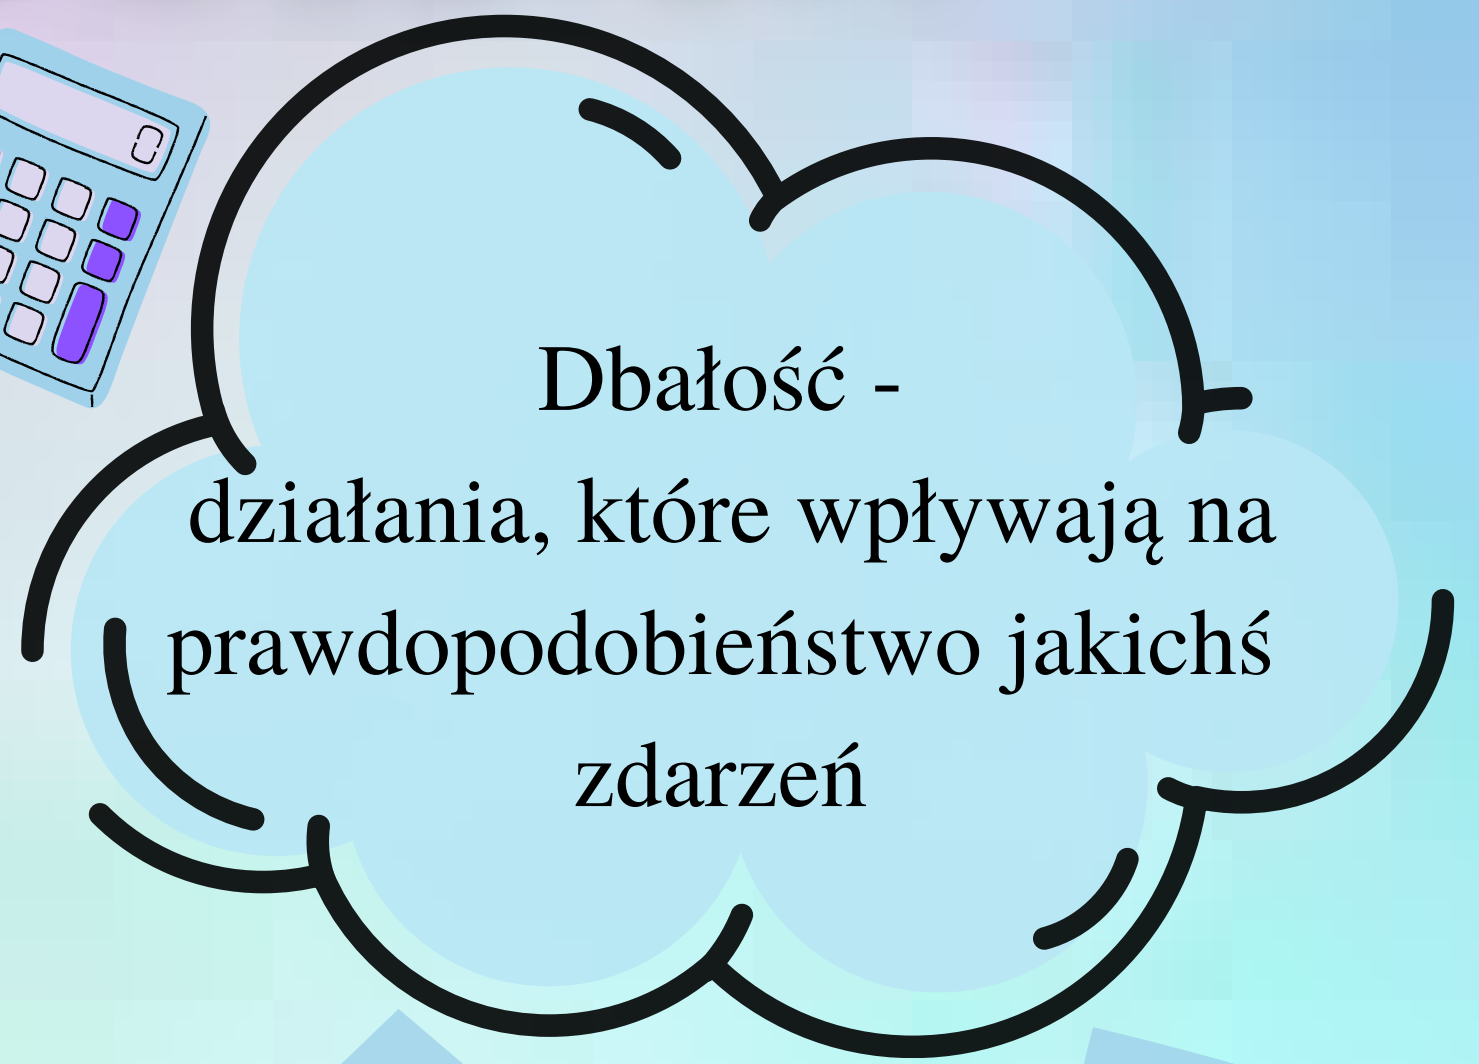 Dbałość -
działania, które wpływają na
prawdopodobieństwo jakichś
zdarzeń